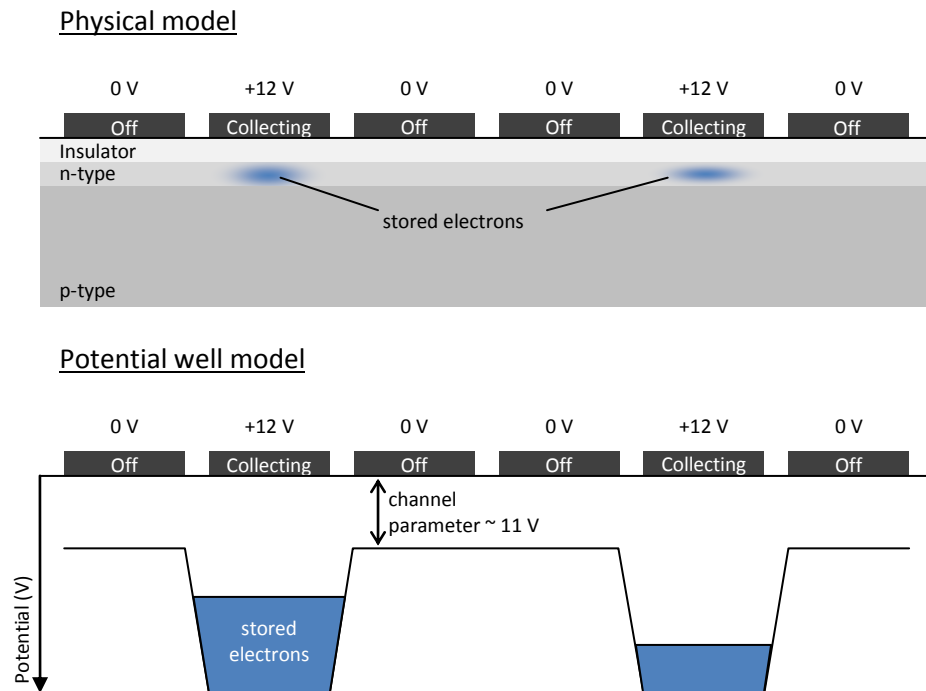 Physical model
0 V +12 V 0 V 0 V +12 V 0 V
Off Collecting Off Off Collecting Off
Insulator
n-type
stored electrons
p-type
Potential well model
0 V +12 V 0 V 0 V +12 V 0 V
Off Collecting Off Off Collecting Off
channel
parameter ~ 11 V
Potential (V)
stored
electrons